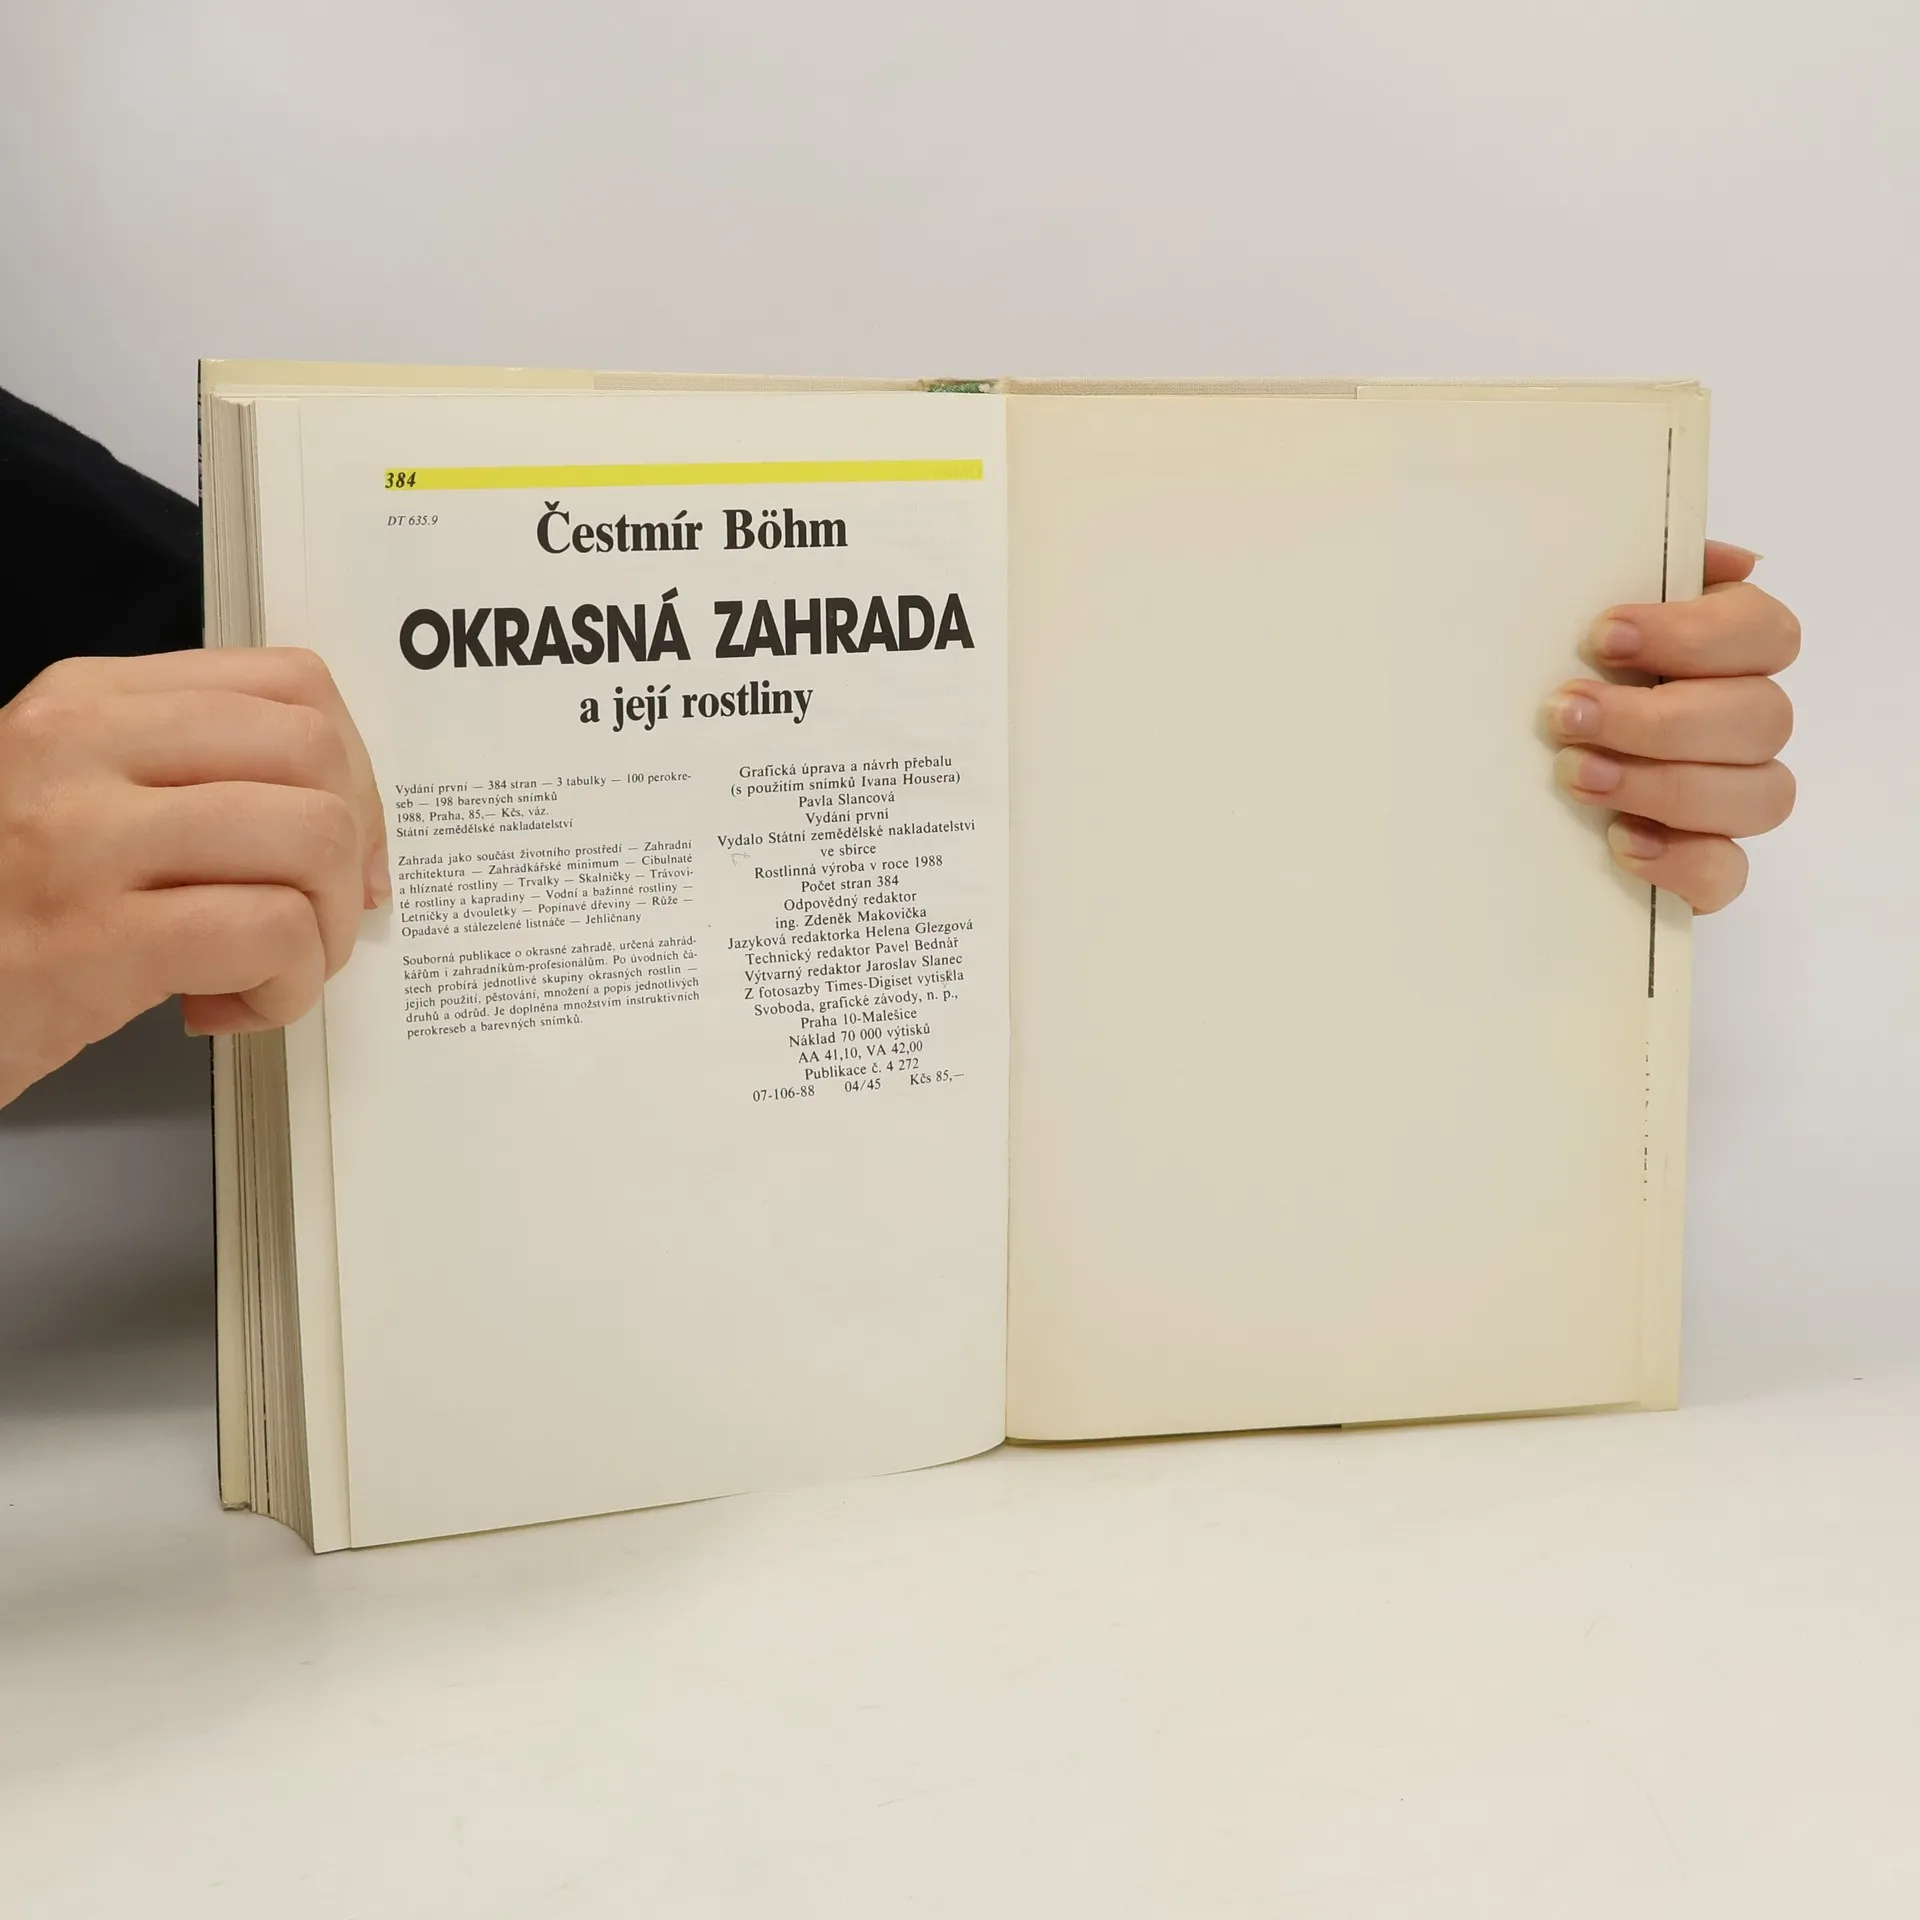 384
DT 635.9
Čestmír Böhm
OKRASNÁ ZAHRADA
a její rostliny
Vydání první — 384 stran — 3 tabulky — 100 perokre-
seb — 198 barevných snímků
1988, Praha, 85,— Kčs, váz.
Státní zemědělské nakladatelství
Zahrada jako součást životního prostředí — Zahradní
architektura — Zahrádkářské minimum — Cibulnaté
a hlíznaté rostliny — Trvalky — Skalničky — Trávovi-
té rostliny a kapradiny — Vodní a bažinné rostliny —
Letničky a dvouletky — Popínavé dřeviny — Růže —
Opadavé a stálezelené listnáče — Jehličnany
Souborná publikace o okrasné zahradě, určená zahrád-
kářům i zahradníkům-profesionálům. Po úvodních čá-
stech probírá jednotlivé skupiny okrasných rostlin —
jejich použití, pěstování, množení a popis jednotlivých
druhů a odrůd. Je doplněna množstvím instruktivních
perokreseb a barevných snímků.
Grafická úprava a návrh přebalu
(s použitím snímků Ivana Housera)
Pavla Slancová
Vydání první
Vydalo Státní zemědělské nakladatelství
ve sbírce
Rostlinná výroba v roce 1988
Počet stran 384
Odpovědný redaktor
ing. Zdeněk Makovička
Jazyková redaktorka Helena Glezgová
Technický redaktor Pavel Bednář
Výtvarný redaktor Jaroslav Slanec
Z fotosazby Times-Digiset vytiskla
Svoboda, grafické závody, n. p.,
Praha 10-Malešice
Náklad 70 000 výtisků
AA 41,10, VA 42,00
Publikace č. 4 272
07-106-88 04/45 Kčs 85,—